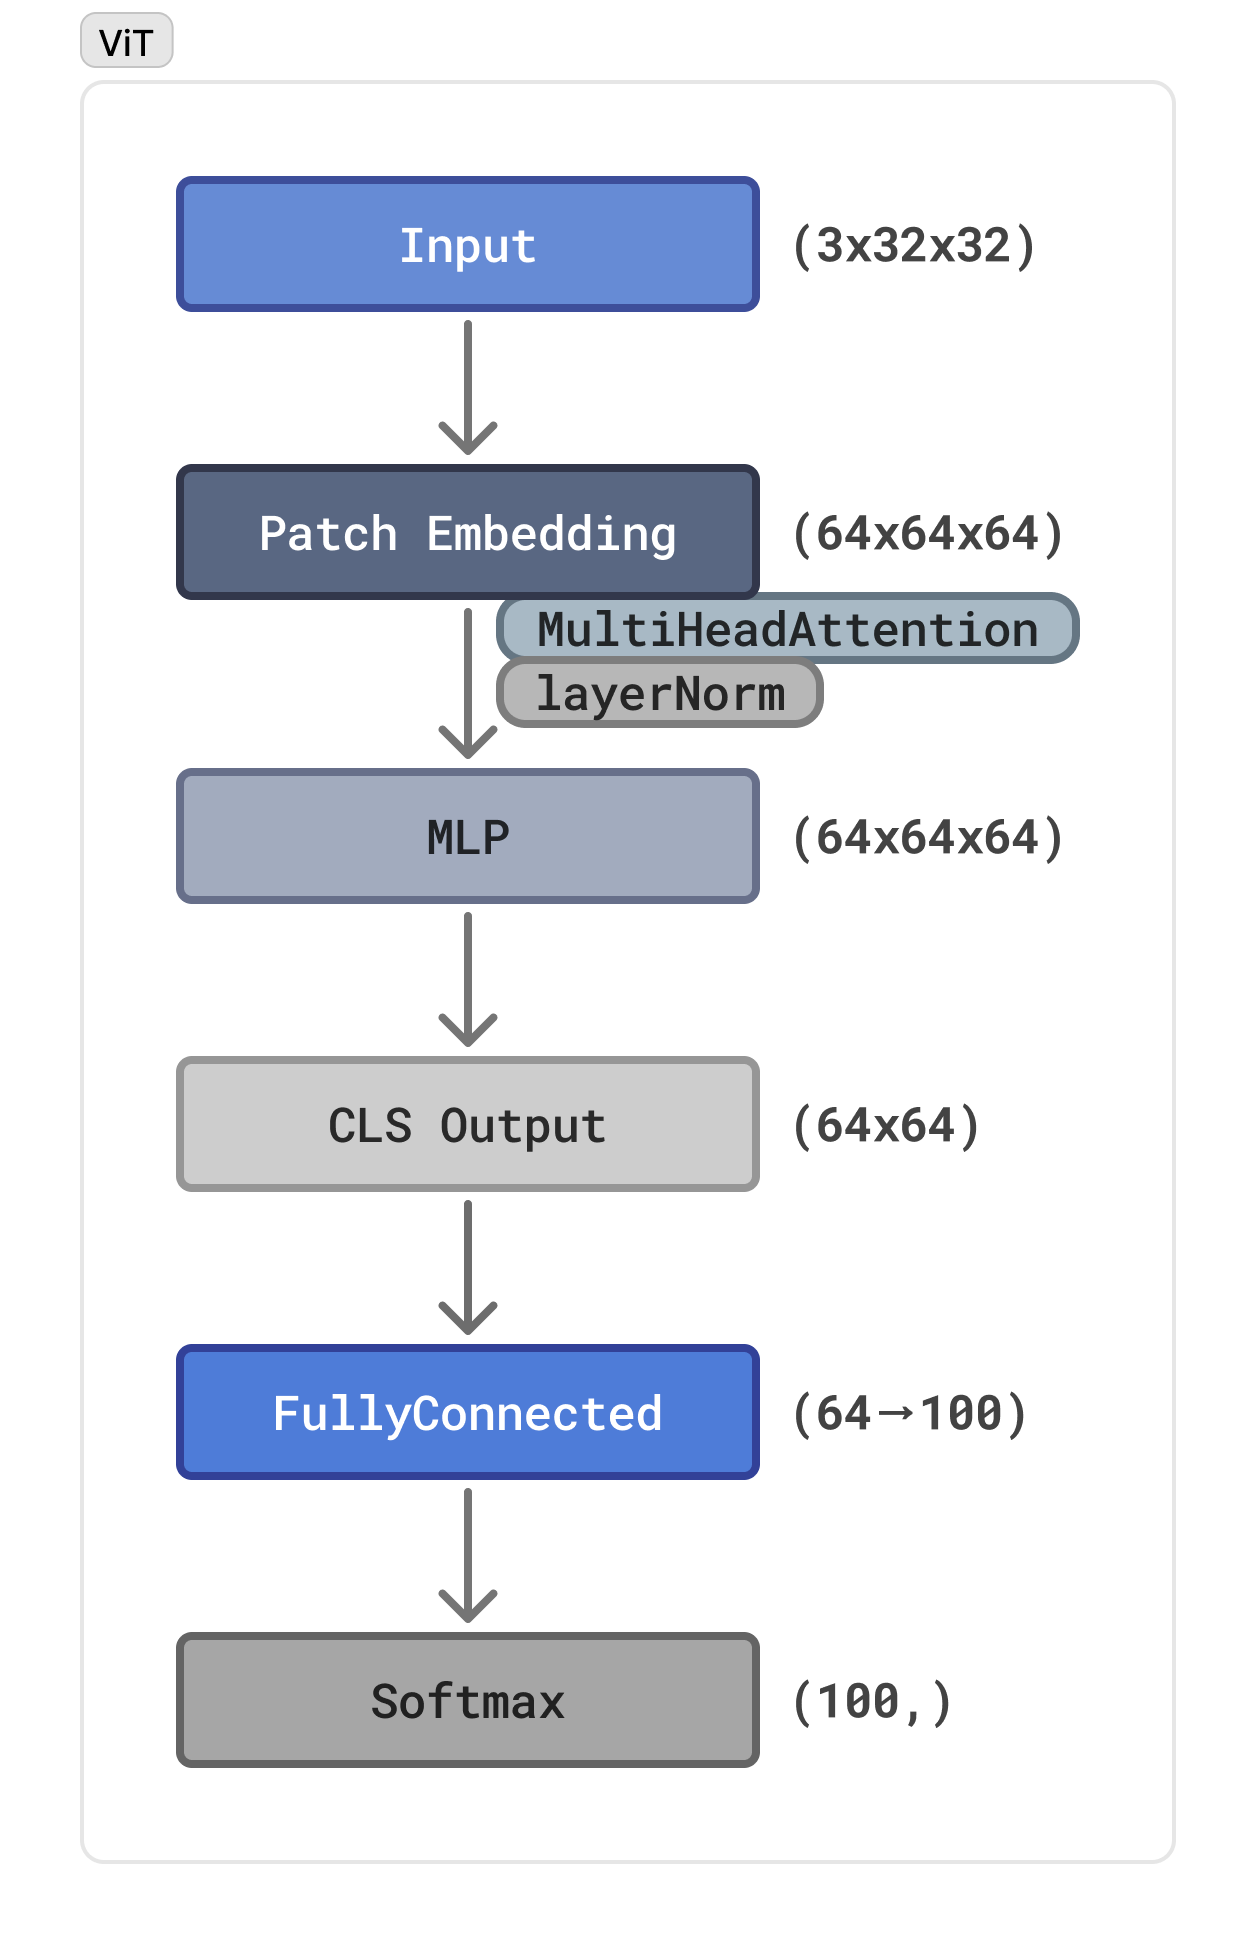 ViT
Input (3x32x32)
Patch Embedding (64x64x64)
MultiHeadAttention
layerNorm
MLP (64x64x64)
CLS Output (64x64)
FullyConnected (64→100)
Softmax (100,)